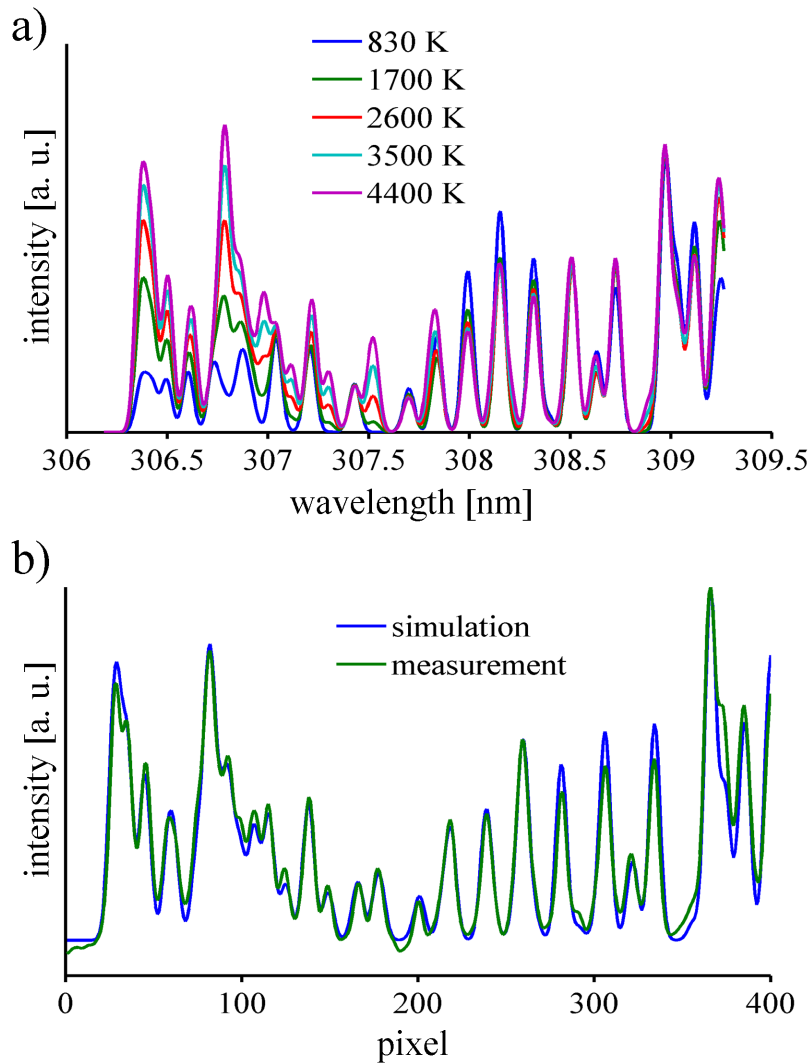 a)
830 K
1700 K
2600 K
3500 K
4400 K
intensity [a. u.]
306 306.5 307 307.5 308 308.5 309 309.5
wavelength [nm]
b)
simulation
measurement
intensity [a. u.]
0 100 200 300 400
pixel